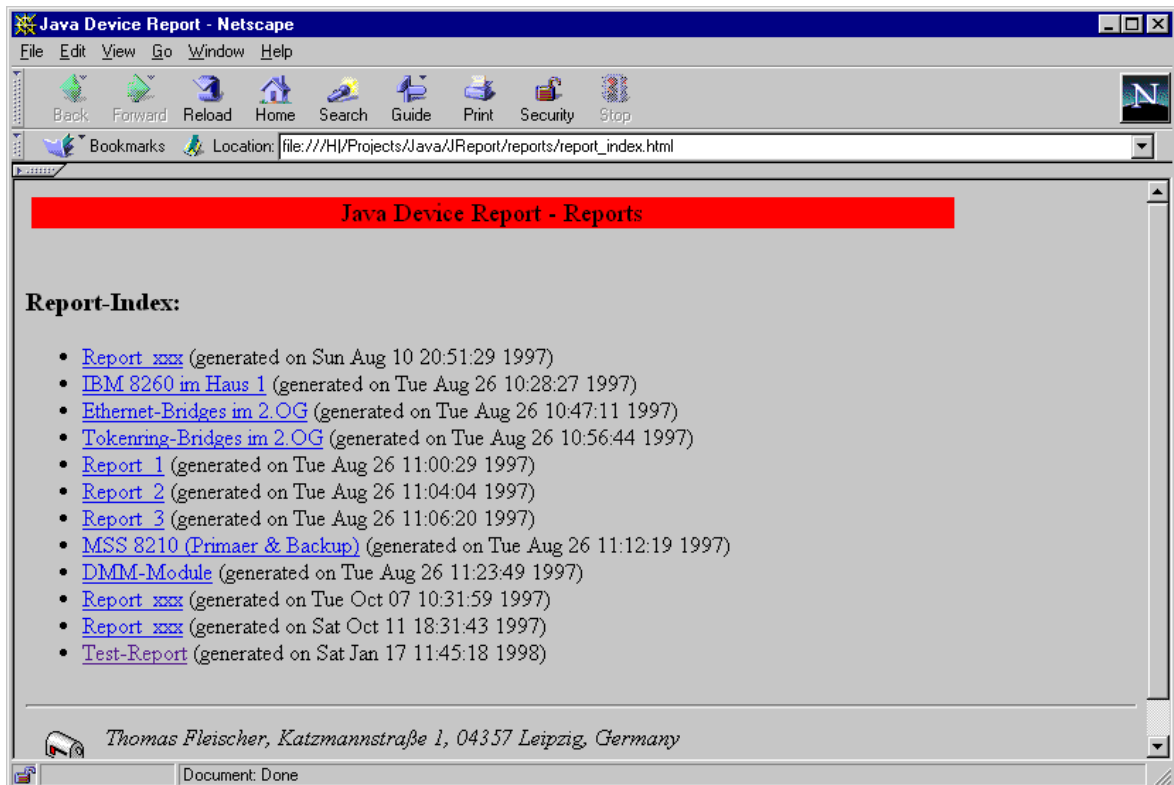 Java Device Report - Netscape
File Edit View Go Window Help
Back Forward Reload Home Search Guide Print Security Stop
N
Bookmarks Location: file:///H|/Projects/Java/JReport/reports/report_index.html
Java Device Report - Reports
Report-Index:
• Report_xxx (generated on Sun Aug 10 20:51:29 1997)
• IBM 8260 im Haus 1 (generated on Tue Aug 26 10:28:27 1997)
• Ethernet-Bridges im 2.OG (generated on Tue Aug 26 10:47:11 1997)
• Tokenring-Bridges im 2.OG (generated on Tue Aug 26 10:56:44 1997)
• Report_1 (generated on Tue Aug 26 11:00:29 1997)
• Report_2 (generated on Tue Aug 26 11:04:04 1997)
• Report_3 (generated on Tue Aug 26 11:06:20 1997)
• MSS 8210 (Primaer & Backup) (generated on Tue Aug 26 11:12:19 1997)
• DMM-Module (generated on Tue Aug 26 11:23:49 1997)
• Report_xxx (generated on Tue Oct 07 10:31:59 1997)
• Report_xxx (generated on Sat Oct 11 18:31:43 1997)
• Test-Report (generated on Sat Jan 17 11:45:18 1998)
Thomas Fleischer, Katzmannstraße 1, 04357 Leipzig, Germany
Document: Done